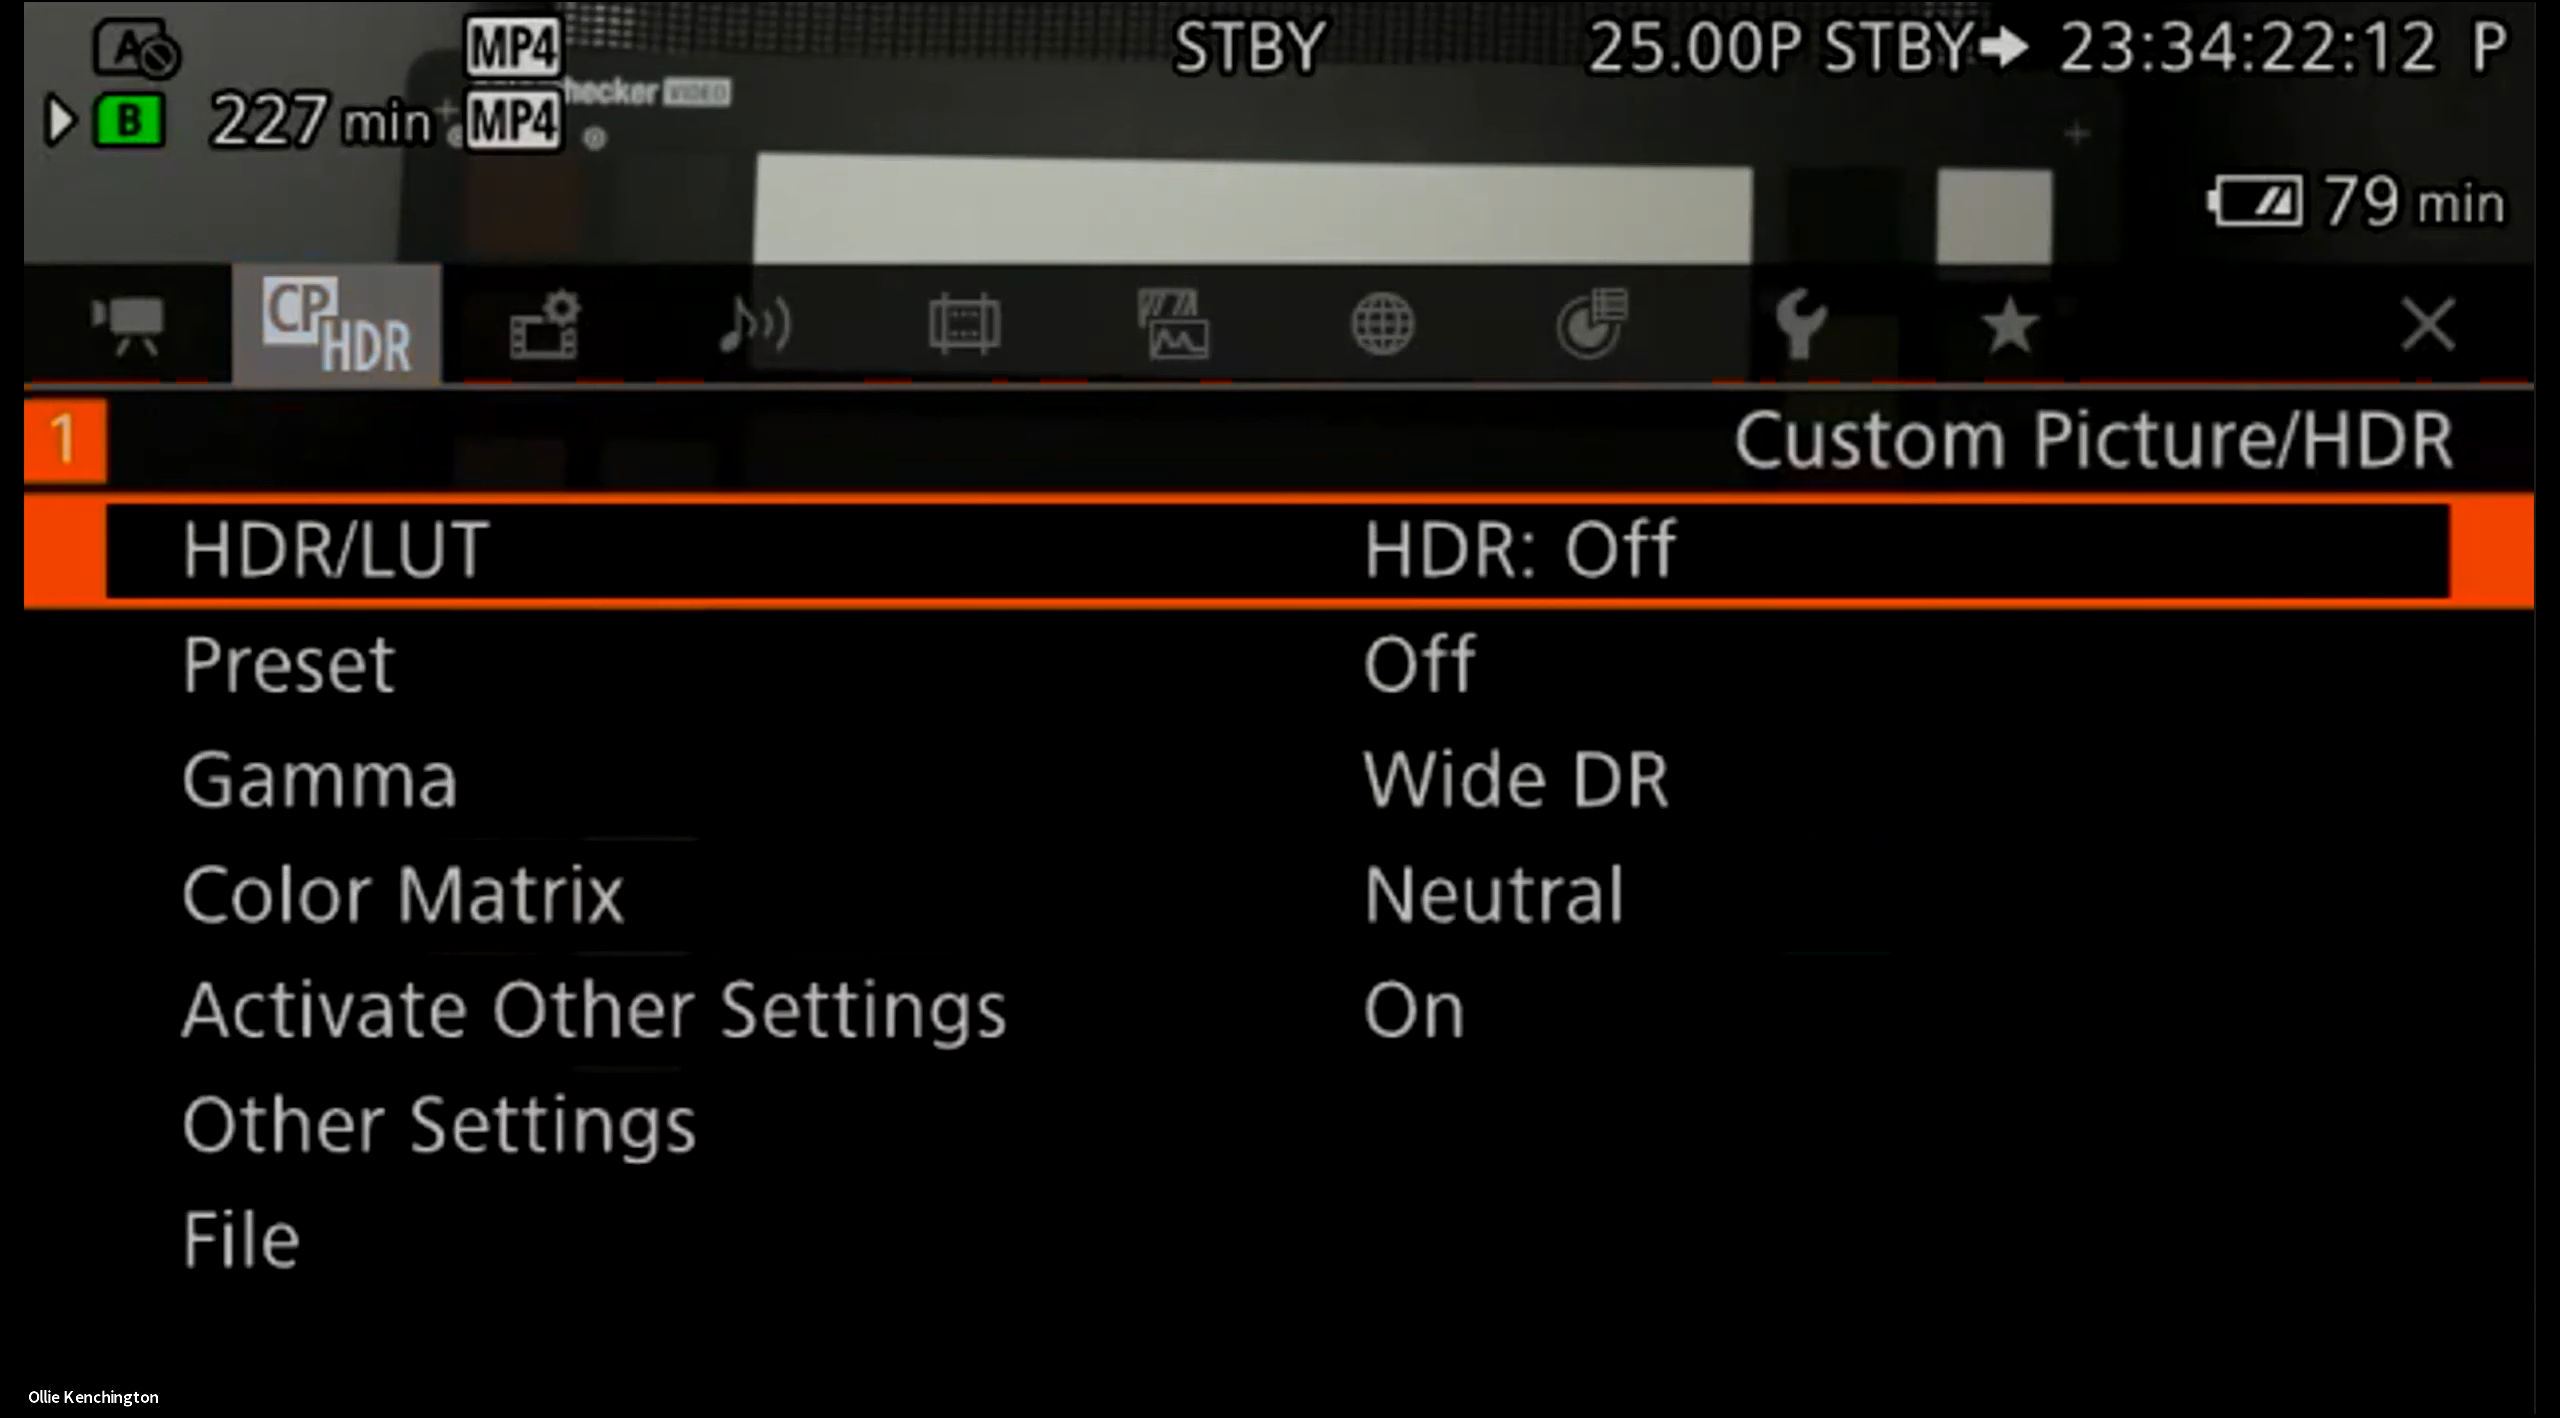 A MP4 STBY 25.00P STBY 23:34:22:12 P
hecker VIDEO
B 227 min MP4
79 min
CP HDR
1 Custom Picture/HDR
HDR/LUT HDR: Off
Preset Off
Gamma Wide DR
Color Matrix Neutral
Activate Other Settings On
Other Settings
File
Ollie Kenchington